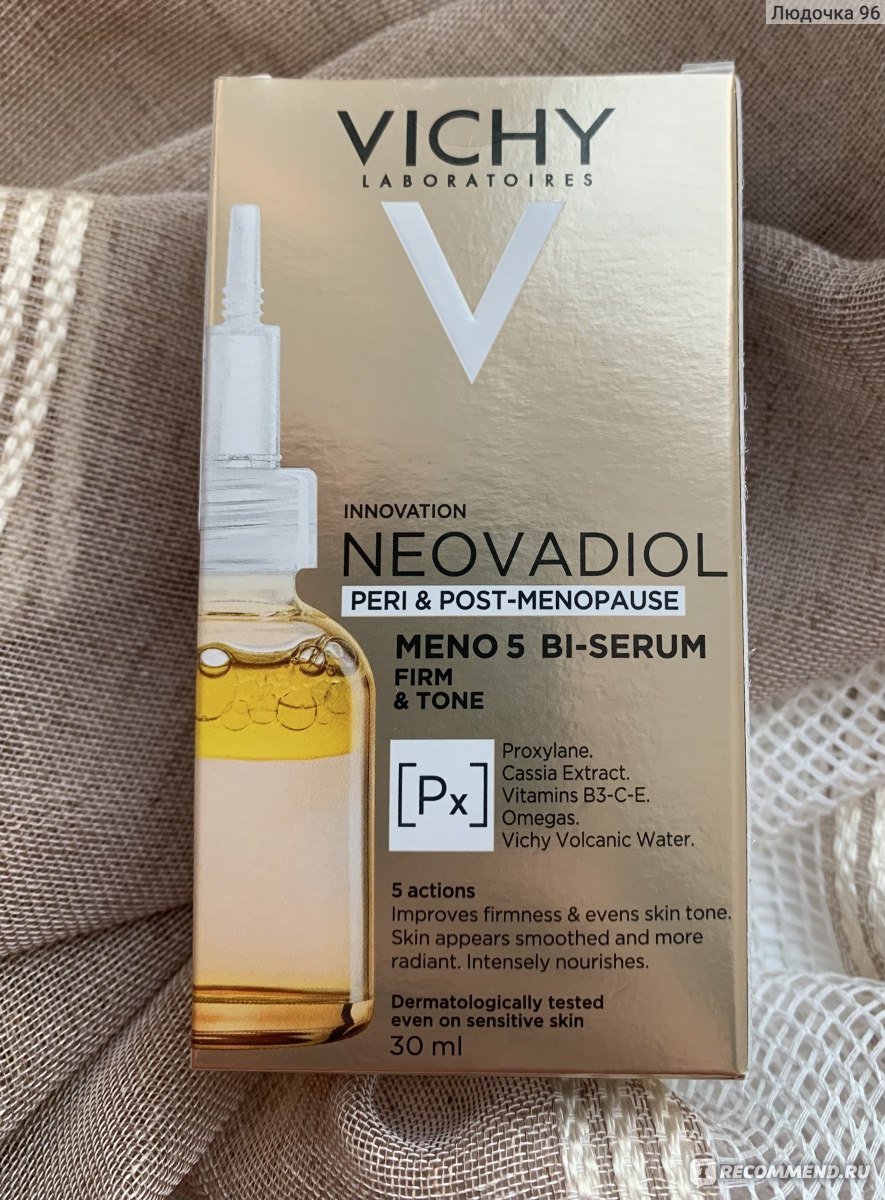 Людочка 96
VICHY
LABORATOIRES
V
INNOVATION
NEOVADIOL
PERI & POST-MENOPAUSE
MENO 5 BI-SERUM
FIRM
& TONE
[Px]
Proxylane.
Cassia Extract.
Vitamins B3-C-E.
Omegas.
Vichy Volcanic Water.
5 actions
Improves firmness & evens skin tone.
Skin appears smoothed and more
radiant. Intensely nourishes.
Dermatologically tested
even on sensitive skin
30 ml
IRECOMMEND.RU